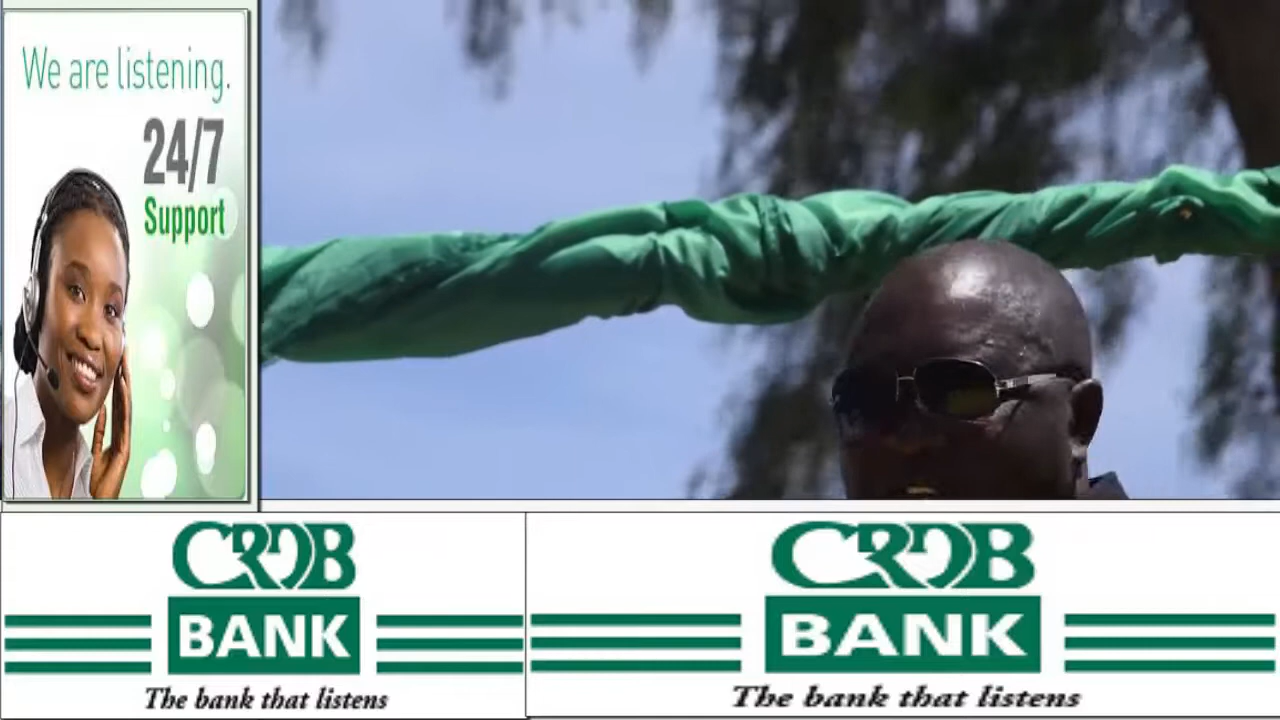 We are listening.
24/7
Support
CRDB
BANK
The bank that listens
CRDB
BANK
The bank that listens